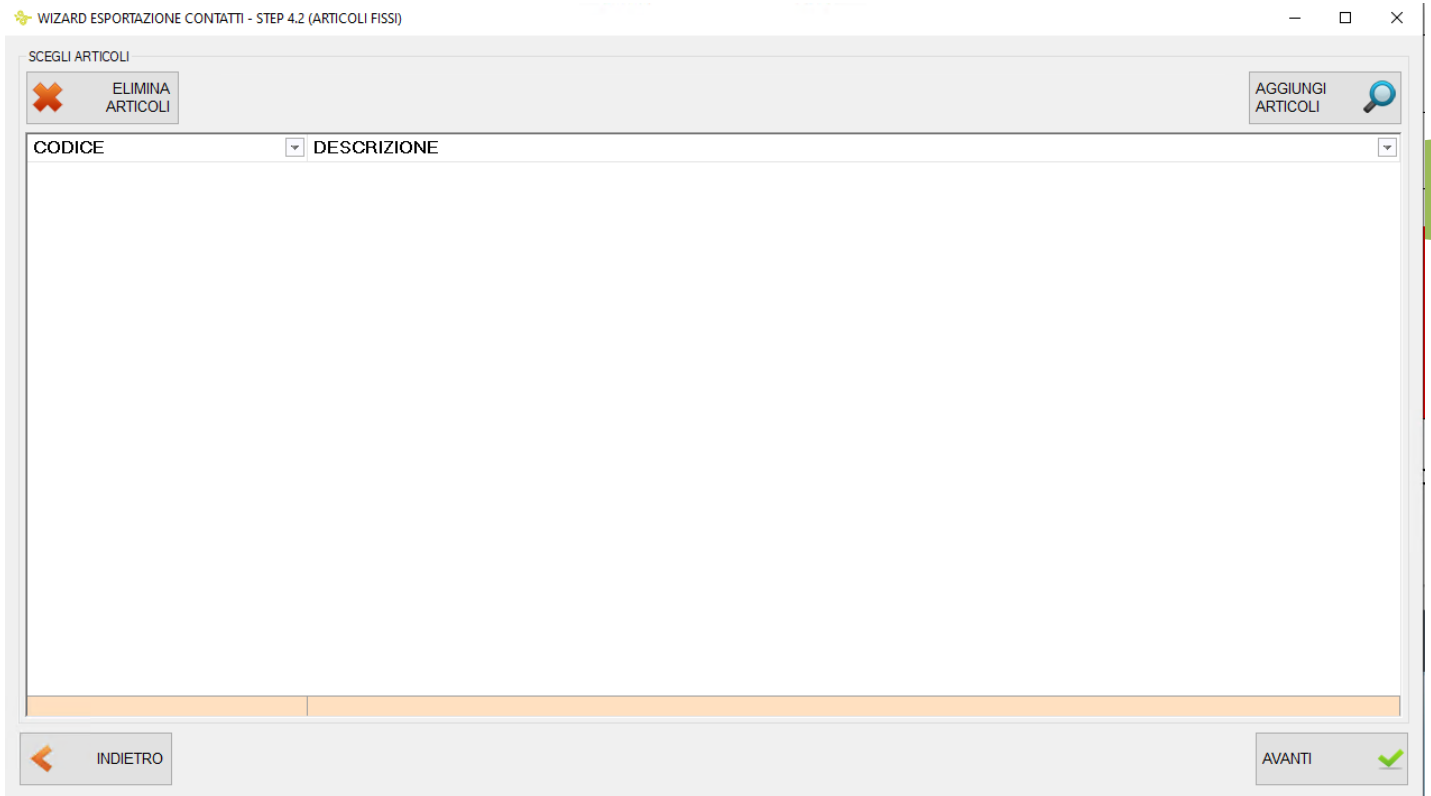 WIZARD ESPORTAZIONE CONTATTI - STEP 4.2 (ARTICOLI FISSI)
SCEGLI ARTICOLI
ELIMINA
ARTICOLI
AGGIUNGI
ARTICOLI
CODICE
DESCRIZIONE
INDIETRO
AVANTI